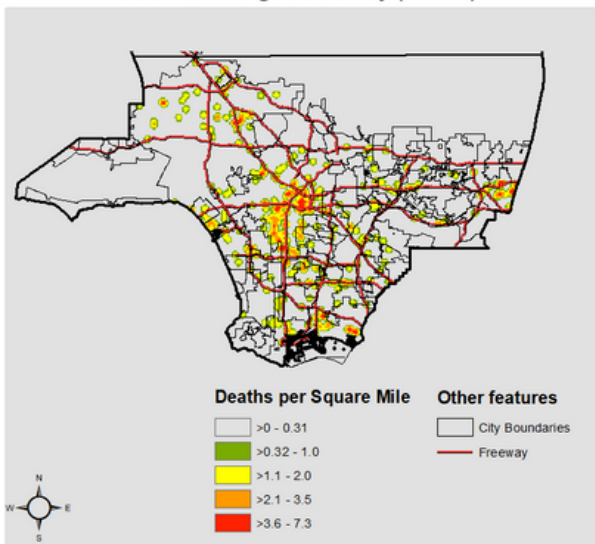 Deaths per Square Mile
>0 - 0.31
>0.32 - 1.0
>1.1 - 2.0
>2.1 - 3.5
>3.6 - 7.3
Other features
City Boundaries
Freeway
N
W E
S